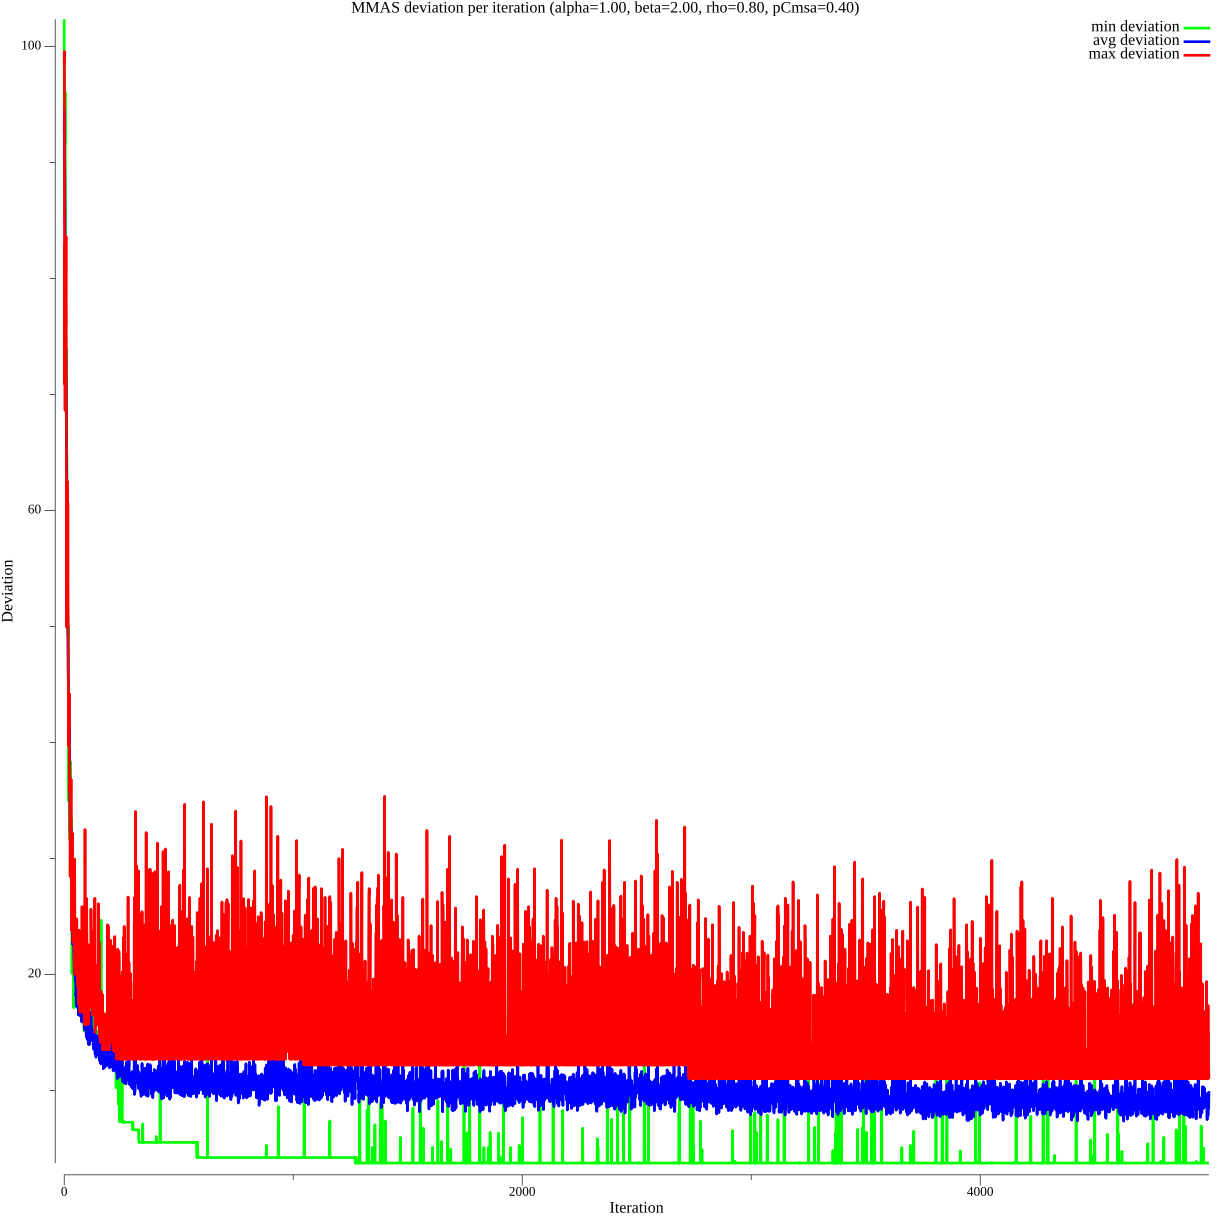 MMAS deviation per iteration (alpha=1.00, beta=2.00, rho=0.80, pCmsa=0.40)
min deviation
avg deviation
max deviation
100
60
20
Deviation
0
2000
4000
Iteration